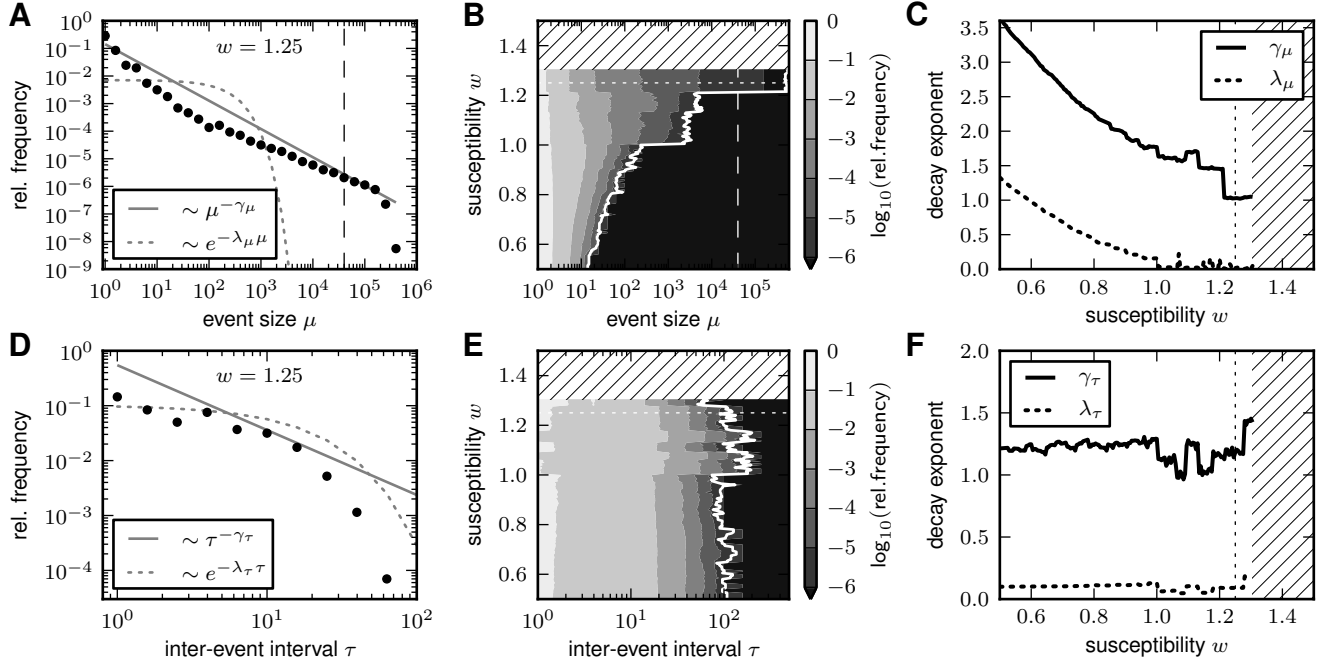 A
10^0
10^-1
10^-2
10^-3
10^-4
10^-5
10^-6
10^-7
10^-8
10^-9
rel. frequency
w = 1.25
∼ μ^−γ_μ
∼ e^−λ_μ μ
10^0 10^1 10^2 10^3 10^4 10^5 10^6
event size μ
B
1.4
1.2
1.0
0.8
0.6
susceptibility w
10^0 10^1 10^2 10^3 10^4 10^5
event size μ
0
−1
−2
−3
−4
−5
−6
log10(rel.frequency)
C
3.5
3.0
2.5
2.0
1.5
1.0
0.5
0.0
decay exponent
γ_μ
λ_μ
0.6 0.8 1.0 1.2 1.4
susceptibility w
D
10^0
10^-1
10^-2
10^-3
10^-4
rel. frequency
w = 1.25
∼ τ^−γ_τ
∼ e^−λ_τ τ
10^0 10^1 10^2
inter-event interval τ
E
1.4
1.2
1.0
0.8
0.6
susceptibility w
10^0 10^1 10^2
inter-event interval τ
0
−1
−2
−3
−4
−5
−6
log10(rel.frequency)
F
2.0
1.5
1.0
0.5
0.0
decay exponent
γ_τ
λ_τ
0.6 0.8 1.0 1.2 1.4
susceptibility w